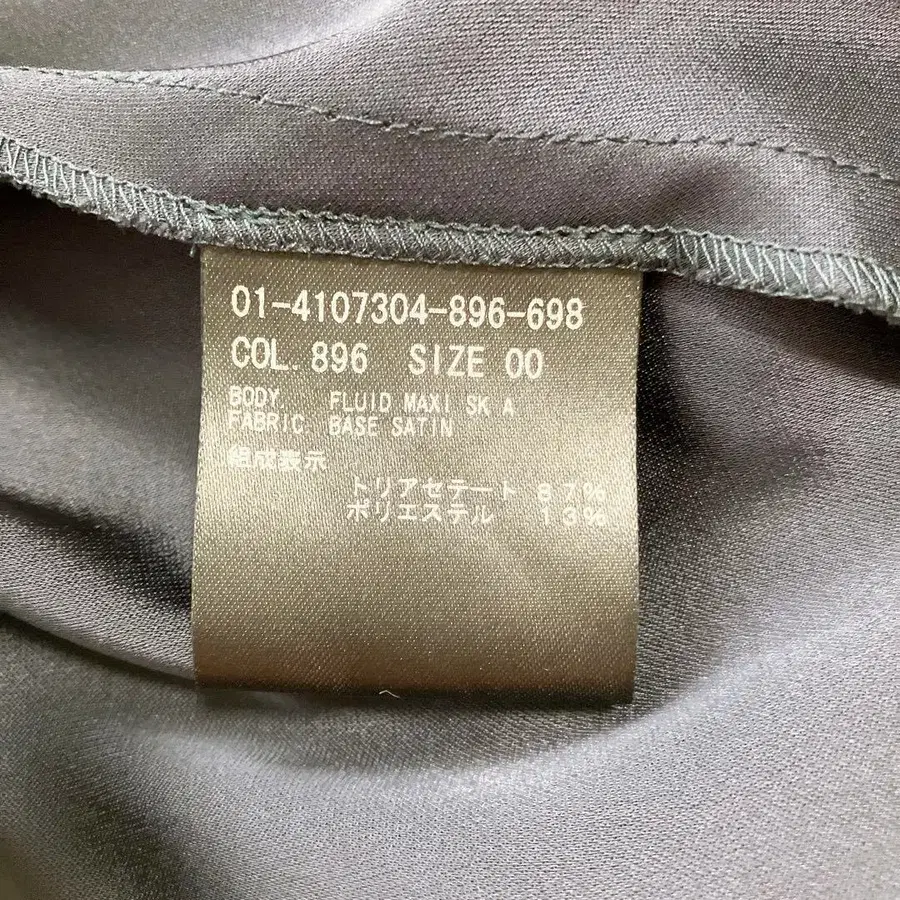 01-4107304-896-698
COL. 896 SIZE 00
BODY FLUID MAXI SK A
FABRIC BASE SATIN
組成表示
トリアセテート 87%
ポリエステル 13%